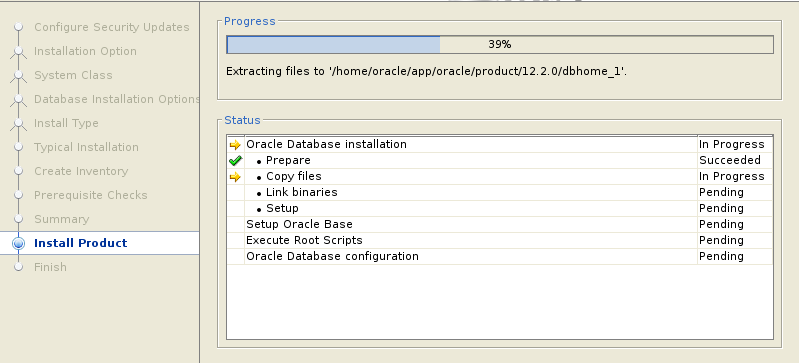 Configure Security Updates
Installation Option
System Class
Database Installation Options
Install Type
Typical Installation
Create Inventory
Prerequisite Checks
Summary
Install Product
Finish
Progress
39%
Extracting files to '/home/oracle/app/oracle/product/12.2.0/dbhome_1'.
Status
Oracle Database installation In Progress
• Prepare Succeeded
• Copy files In Progress
• Link binaries Pending
• Setup Pending
Setup Oracle Base Pending
Execute Root Scripts Pending
Oracle Database configuration Pending